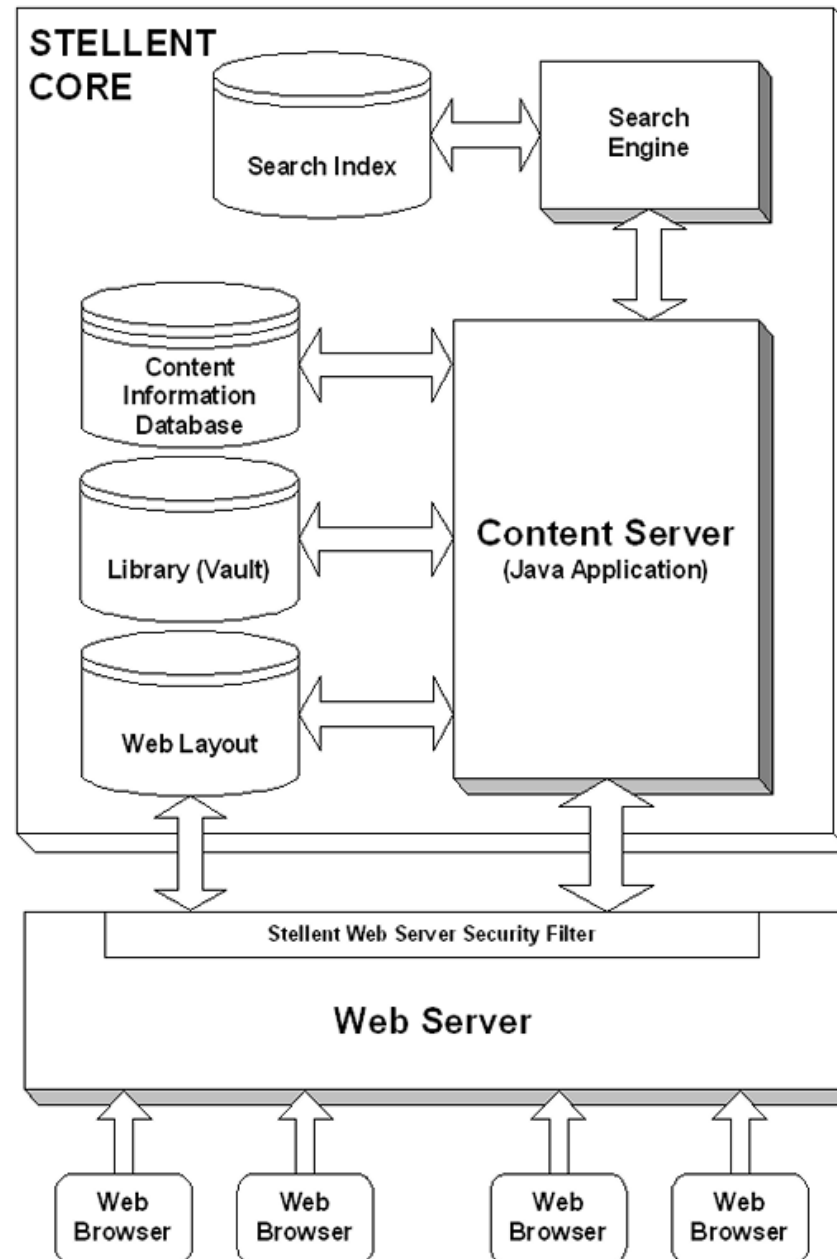 STELLENT
CORE
Search Index
Search
Engine
Content
Information
Database
Library (Vault)
Web Layout
Content Server
(Java Application)
Stellent Web Server Security Filter
Web Server
Web
Browser
Web
Browser
Web
Browser
Web
Browser